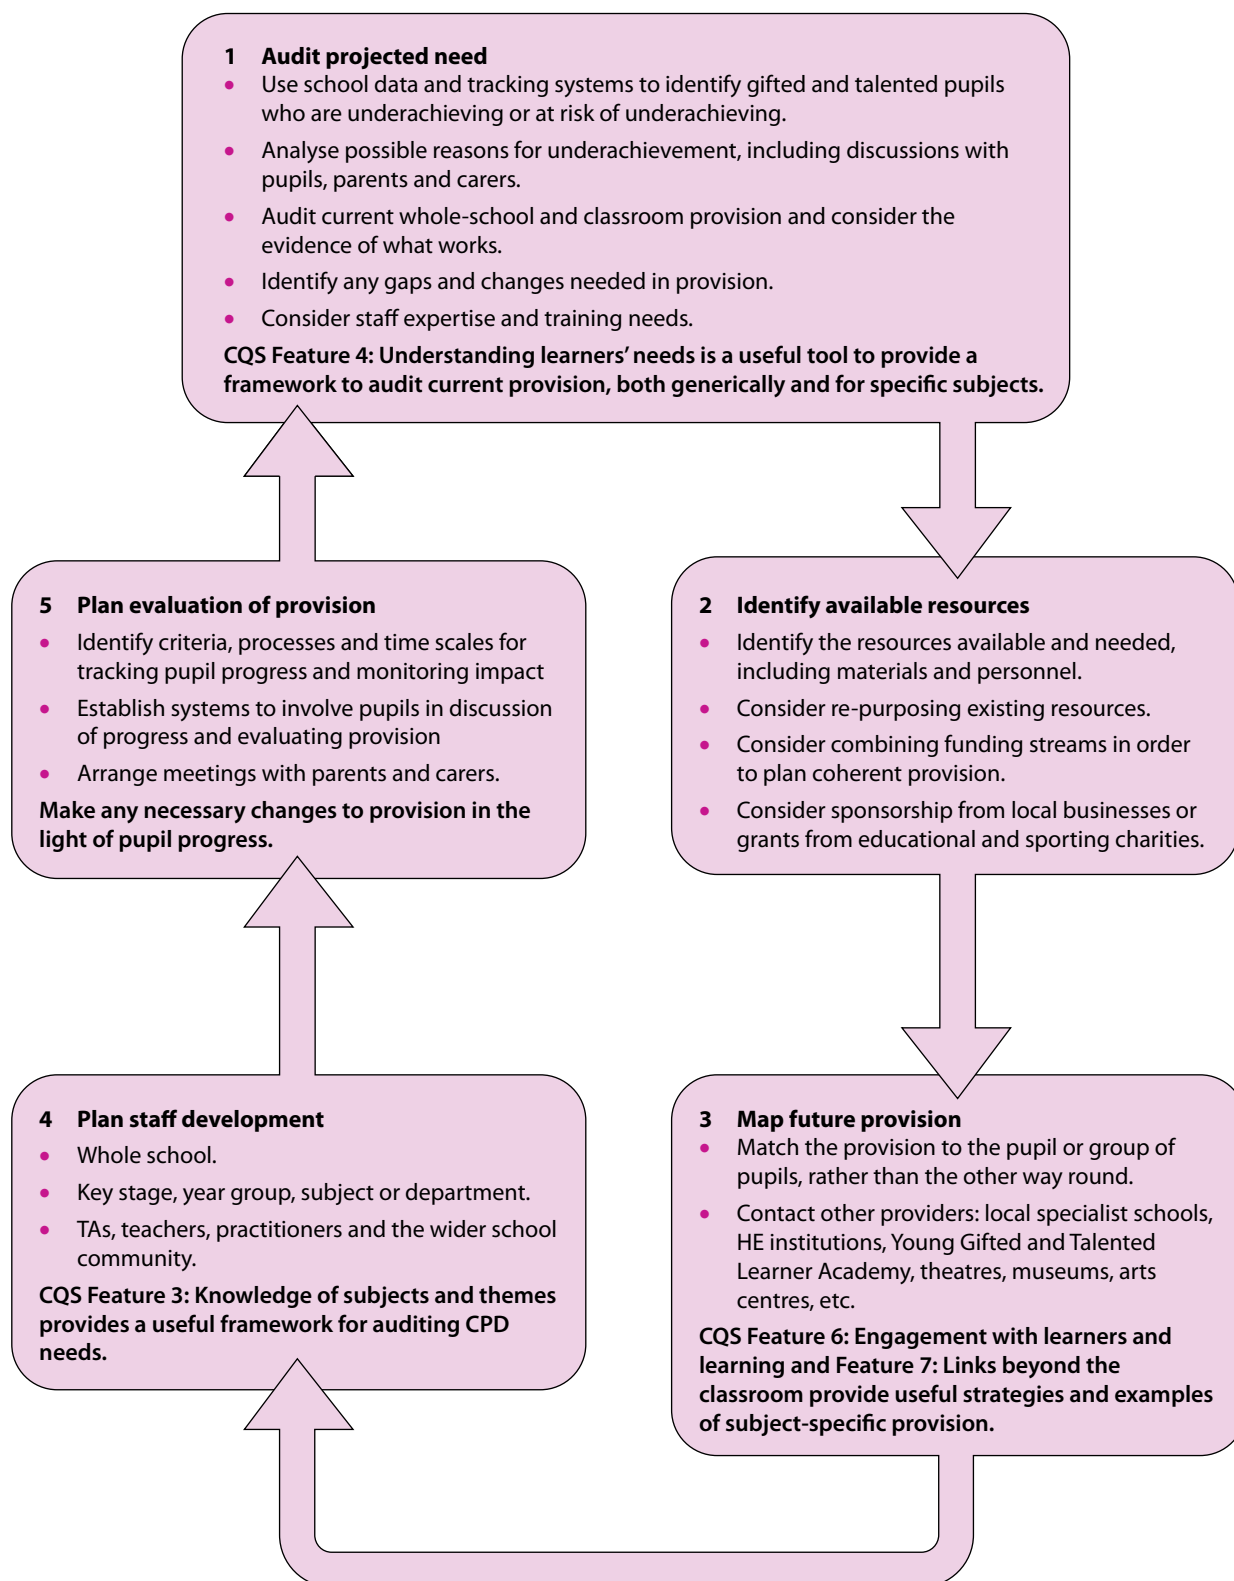 1 Audit projected need
• Use school data and tracking systems to identify gifted and talented pupils
who are underachieving or at risk of underachieving.
• Analyse possible reasons for underachievement, including discussions with
pupils, parents and carers.
• Audit current whole-school and classroom provision and consider the
evidence of what works.
• Identify any gaps and changes needed in provision.
• Consider staff expertise and training needs.
CQS Feature 4: Understanding learners’ needs is a useful tool to provide a
framework to audit current provision, both generically and for specific subjects.
2 Identify available resources
• Identify the resources available and needed,
including materials and personnel.
• Consider re-purposing existing resources.
• Consider combining funding streams in order
to plan coherent provision.
• Consider sponsorship from local businesses or
grants from educational and sporting charities.
3 Map future provision
• Match the provision to the pupil or group of
pupils, rather than the other way round.
• Contact other providers: local specialist schools,
HE institutions, Young Gifted and Talented
Learner Academy, theatres, museums, arts
centres, etc.
CQS Feature 6: Engagement with learners and
learning and Feature 7: Links beyond the
classroom provide useful strategies and examples
of subject-specific provision.
4 Plan staff development
• Whole school.
• Key stage, year group, subject or department.
• TAs, teachers, practitioners and the wider school
community.
CQS Feature 3: Knowledge of subjects and themes
provides a useful framework for auditing CPD
needs.
5 Plan evaluation of provision
• Identify criteria, processes and time scales for
tracking pupil progress and monitoring impact
• Establish systems to involve pupils in discussion
of progress and evaluating provision
• Arrange meetings with parents and carers.
Make any necessary changes to provision in the
light of pupil progress.